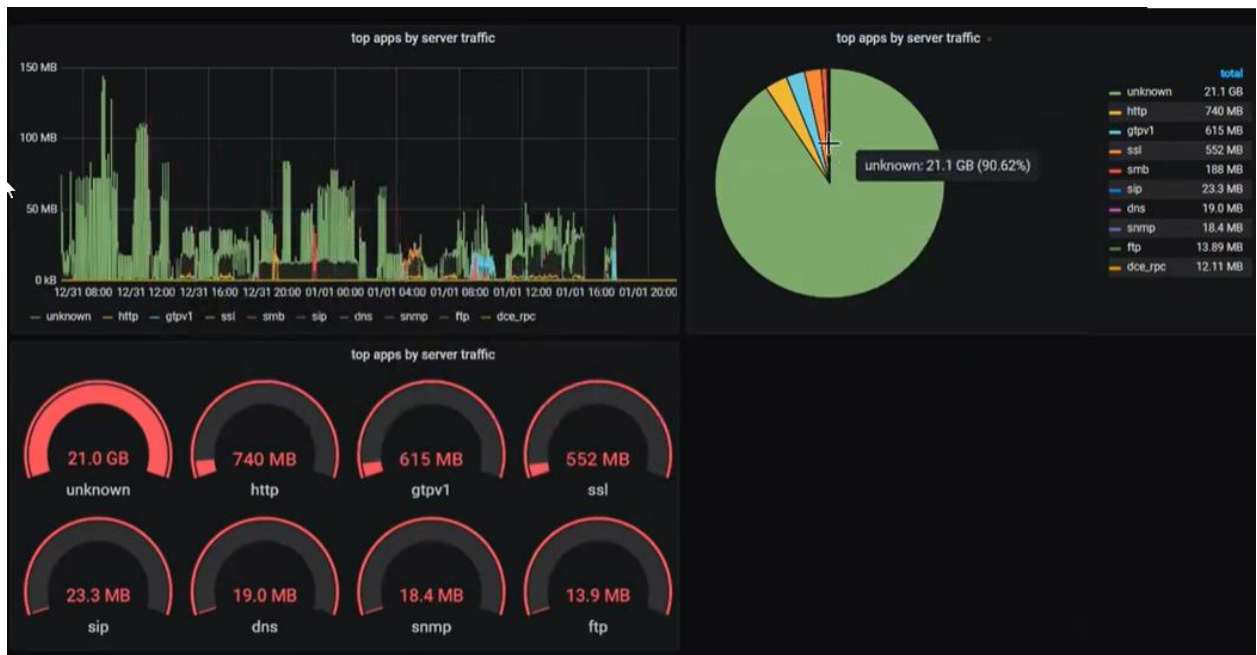 top apps by server traffic
150 MB
100 MB
50 MB
0 kB
12/31 08:00 12/31 12:00 12/31 16:00 12/31 20:00 01/01 00:00 01/01 04:00 01/01 08:00 01/01 12:00 01/01 16:00 01/01 20:00
unknown http gtpv1 ssl smb sip dns snmp ftp dce_rpc
top apps by server traffic
unknown: 21.1 GB (90.62%)
total
unknown 21.1 GB
http 740 MB
gtpv1 615 MB
ssl 552 MB
smb 188 MB
sip 23.3 MB
dns 19.0 MB
snmp 18.4 MB
ftp 13.89 MB
dce_rpc 12.11 MB
top apps by server traffic
21.0 GB 740 MB 615 MB 552 MB
unknown http gtpv1 ssl
23.3 MB 19.0 MB 18.4 MB 13.9 MB
sip dns snmp ftp